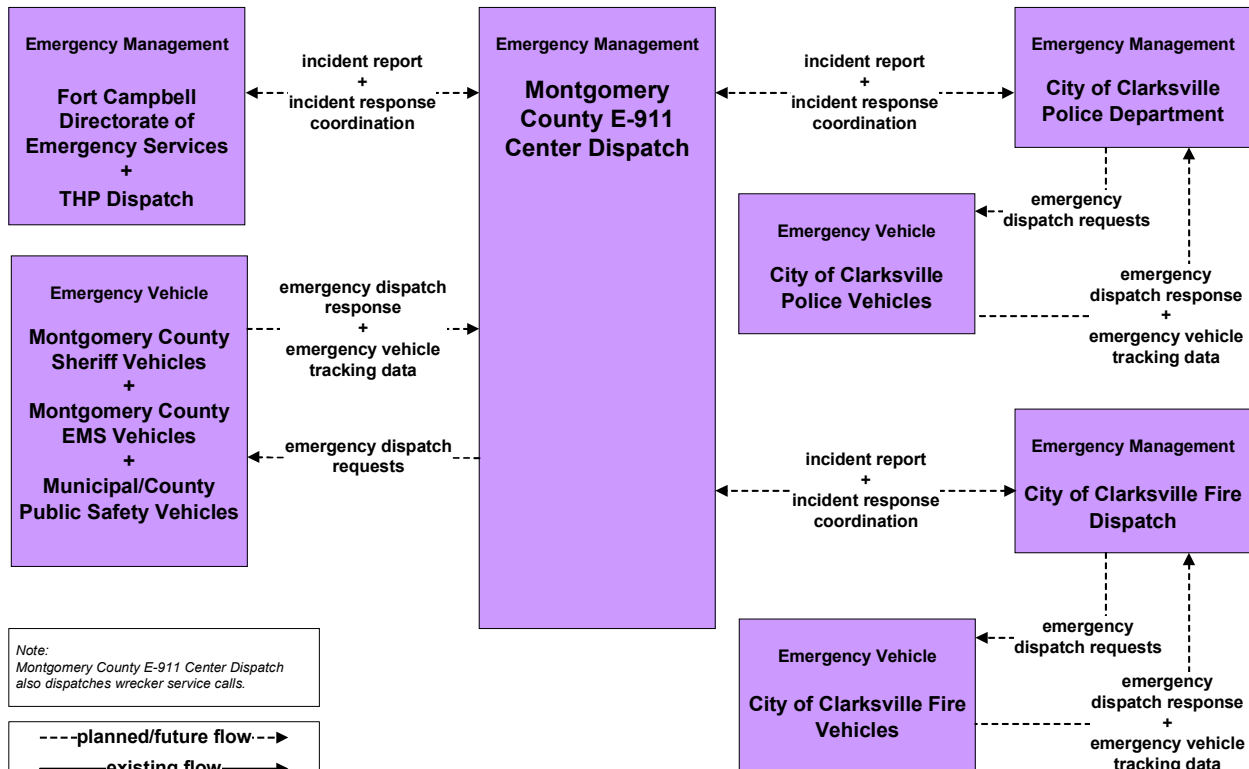 Emergency Management
Fort Campbell
Directorate of
Emergency Services
+
THP Dispatch
incident report
+
incident response
coordination
Emergency Management
Montgomery
County E-911
Center Dispatch
incident report
+
incident response
coordination
Emergency Management
City of Clarksville
Police Department
emergency
dispatch requests
Emergency Vehicle
City of Clarksville
Police Vehicles
emergency
dispatch response
+
emergency vehicle
tracking data
Emergency Vehicle
Montgomery County
Sheriff Vehicles
+
Montgomery County
EMS Vehicles
+
Municipal/County
Public Safety Vehicles
emergency dispatch
response
+
emergency vehicle
tracking data
emergency dispatch
requests
incident report
+
incident response
coordination
Emergency Management
City of Clarksville Fire
Dispatch
emergency
dispatch requests
Emergency Vehicle
City of Clarksville Fire
Vehicles
emergency
dispatch response
+
emergency vehicle
tracking data
Note:
Montgomery County E-911 Center Dispatch
also dispatches wrecker service calls.
planned/future flow
existing flow